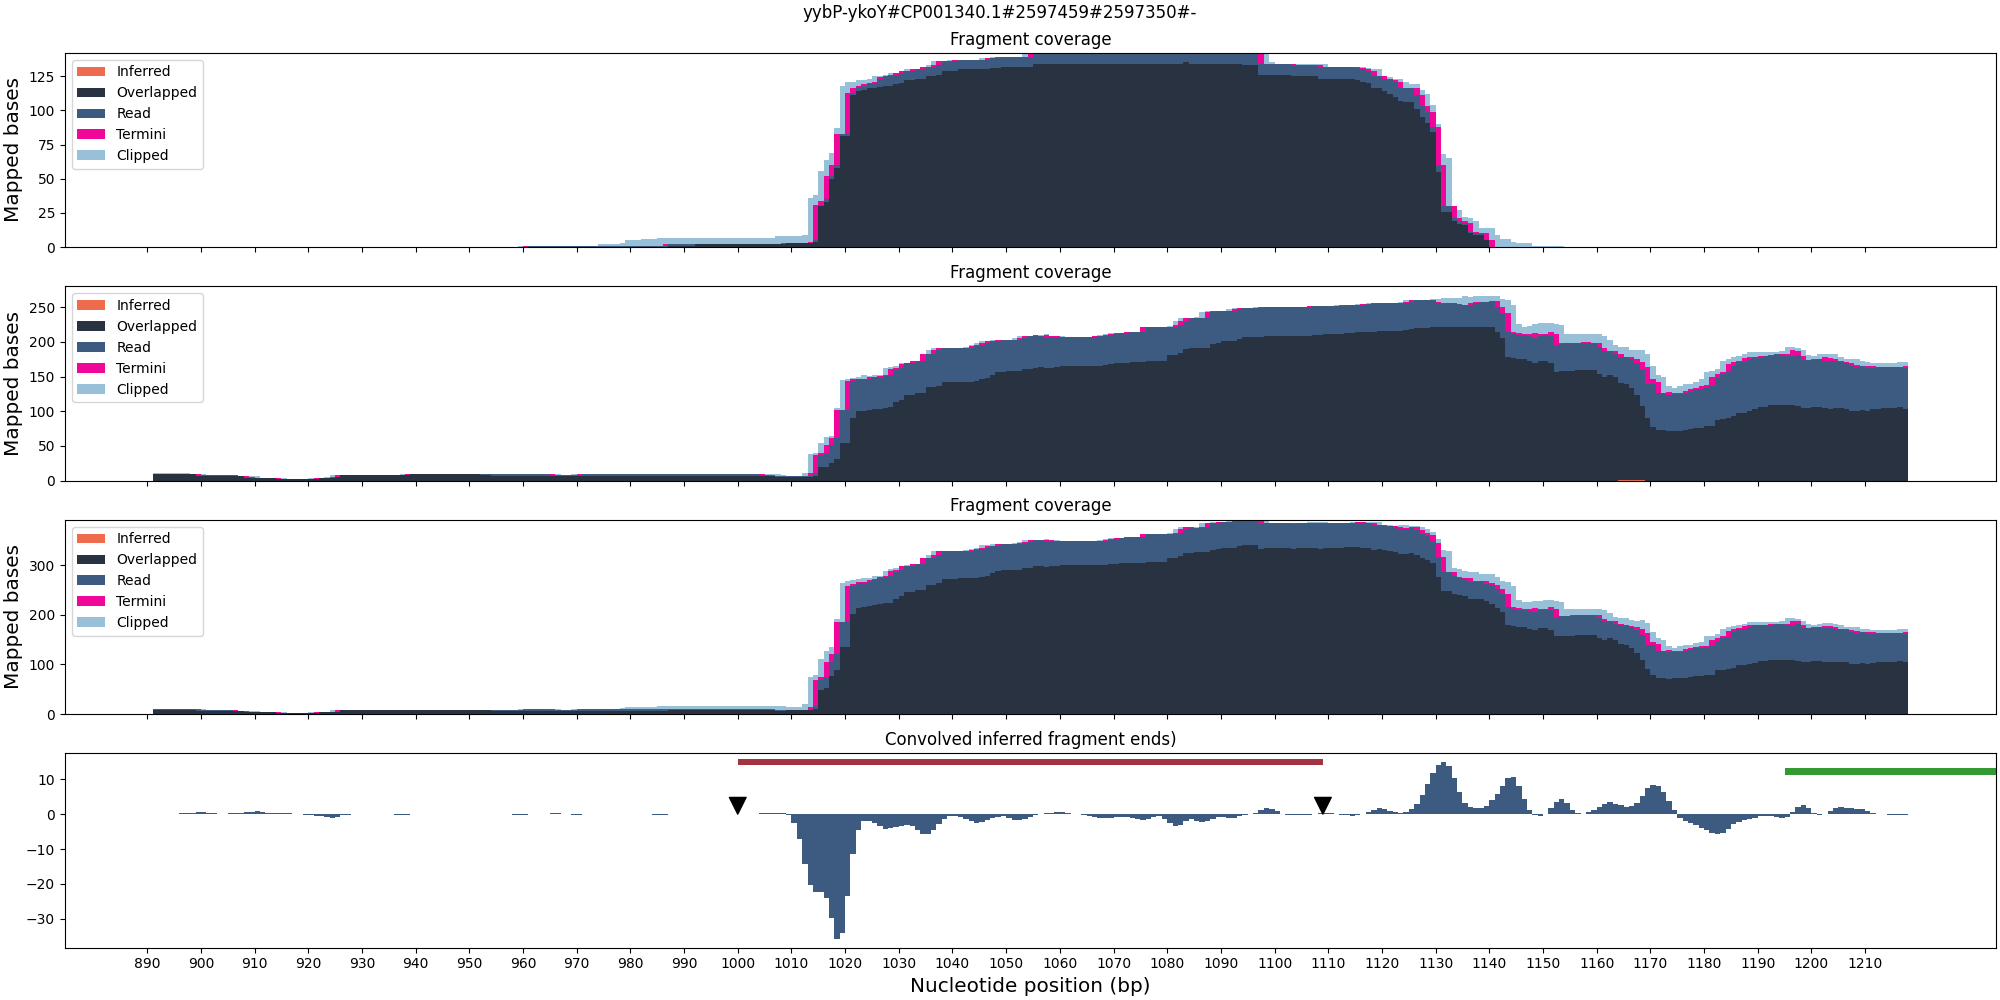 yybP-ykoY#CP001340.1#2597459#2597350#-
Fragment coverage
Mapped bases
125
100
75
50
25
0
Inferred
Overlapped
Read
Termini
Clipped
Fragment coverage
Mapped bases
250
200
150
100
50
0
Inferred
Overlapped
Read
Termini
Clipped
Fragment coverage
Mapped bases
300
200
100
0
Inferred
Overlapped
Read
Termini
Clipped
Convolved inferred fragment ends)
10
0
−10
−20
−30
890 900 910 920 930 940 950 960 970 980 990 1000 1010 1020 1030 1040 1050 1060 1070 1080 1090 1100 1110 1120 1130 1140 1150 1160 1170 1180 1190 1200 1210
Nucleotide position (bp)